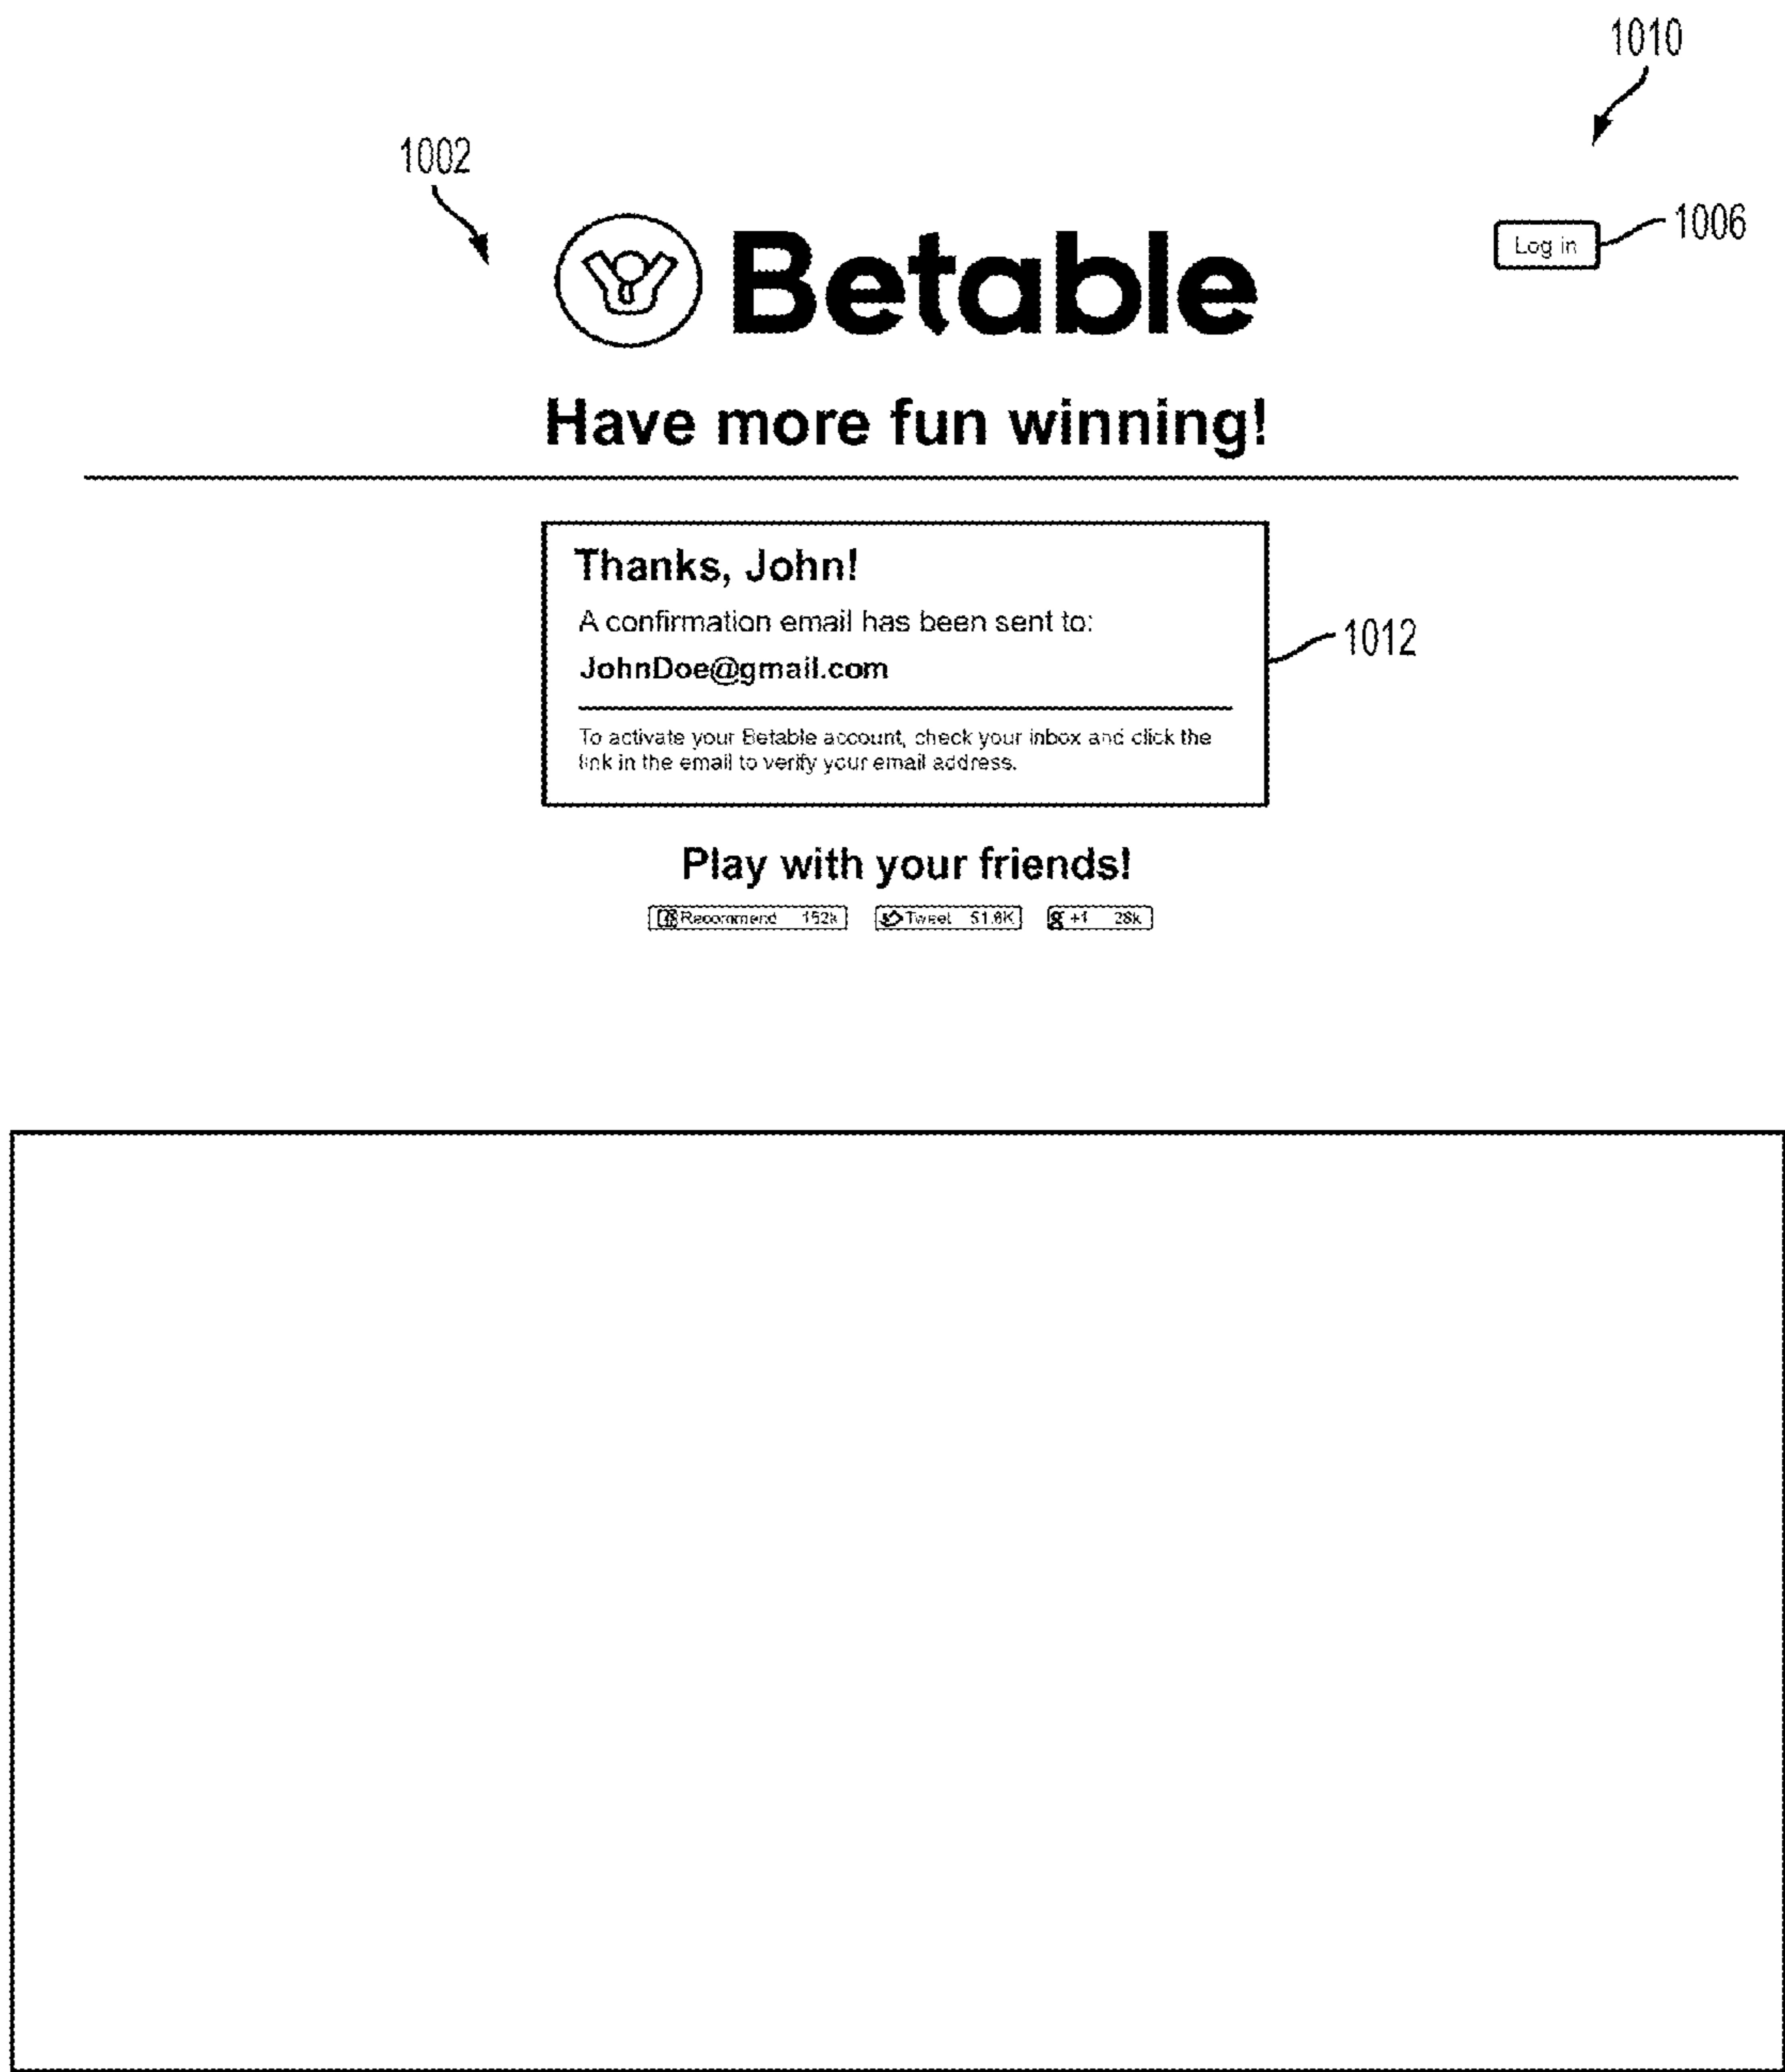 1010
1002
1006
Log in
Betable
Have more fun winning!
Thanks, John!
A confirmation email has been sent to:
JohnDoe@gmail.com
1012
To activate your Betable account, check your inbox and click the
link in the email to verify your email address.
Play with your friends!
Recommend 152k Tweet 51.6K g +1 28k